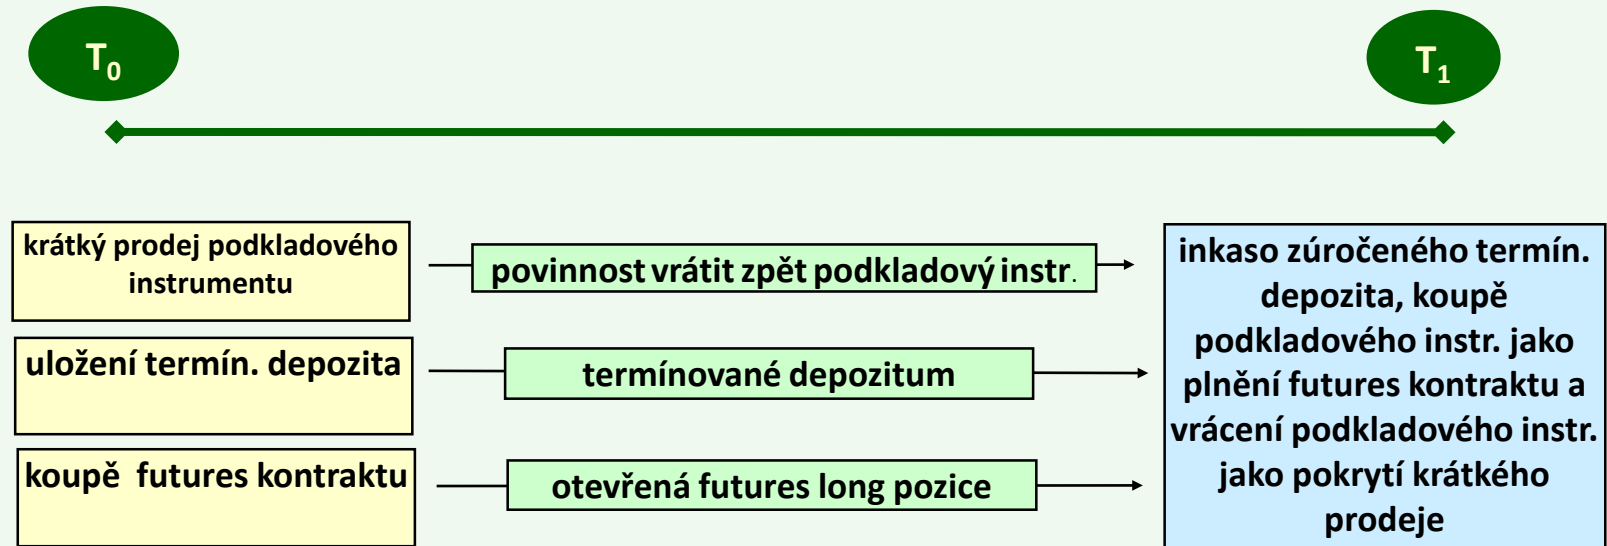 T0
T1
krátký prodej podkladového
instrumentu
povinnost vrátit zpět podkladový instr.
uložení termín. depozita
termínované depozitum
koupě futures kontraktu
otevřená futures long pozice
inkaso zúročeného termín.
depozita, koupě
podkladového instr. jako
plnění futures kontraktu a
vrácení podkladového instr.
jako pokrytí krátkého
prodeje